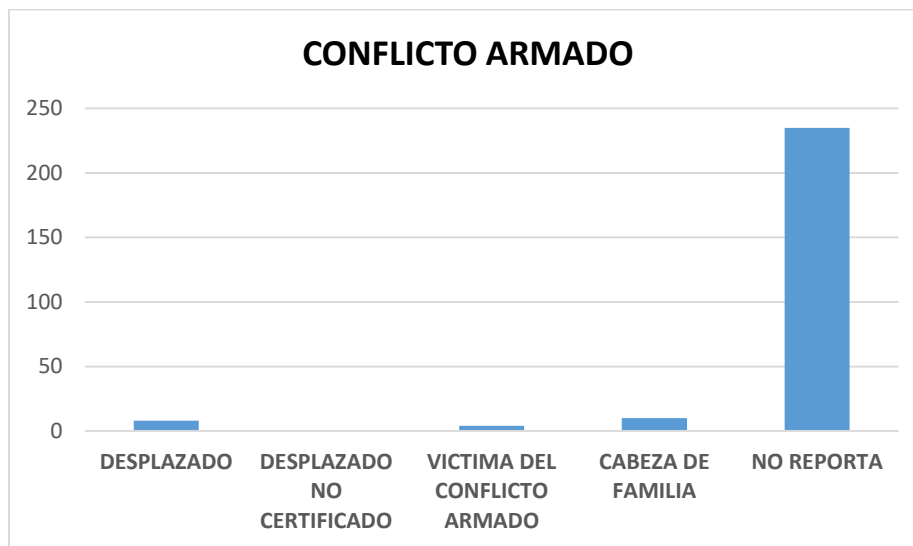 CONFLICTO ARMADO
250
200
150
100
50
0
DESPLAZADO
DESPLAZADO
NO
CERTIFICADO
VICTIMA DEL
CONFLICTO
ARMADO
CABEZA DE
FAMILIA
NO REPORTA